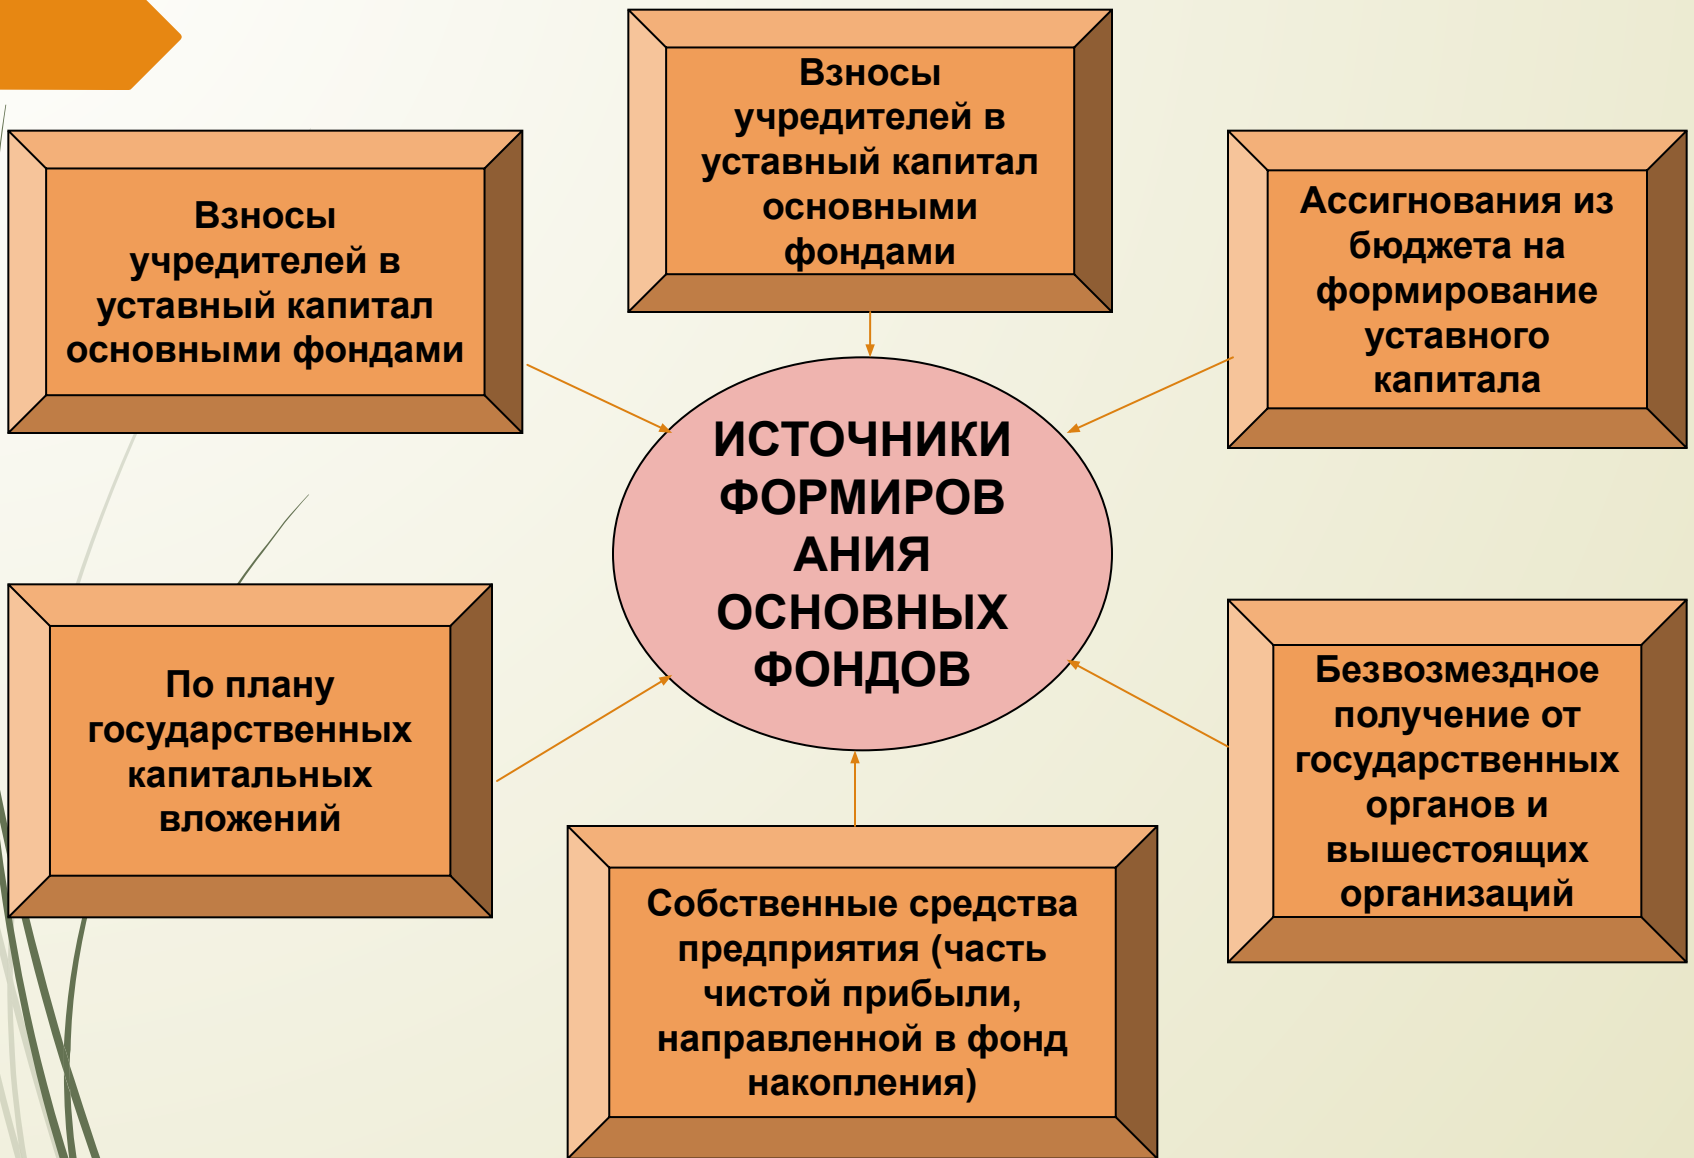 Взносы
учредителей в
уставный капитал
основными
фондами
Взносы
учредителей в
уставный капитал
основными фондами
Ассигнования из
бюджета на
формирование
уставного
капитала
ИСТОЧНИКИ
ФОРМИРОВ
АНИЯ
ОСНОВНЫХ
ФОНДОВ
По плану
государственных
капитальных
вложений
Безвозмездное
получение от
государственных
органов и
вышестоящих
организаций
Собственные средства
предприятия (часть
чистой прибыли,
направленной в фонд
накопления)